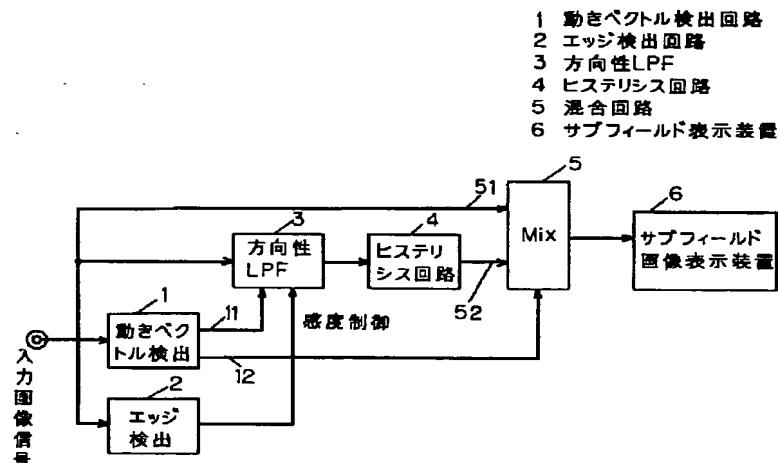 1 動きベクトル検出回路
2 エッジ検出回路
3 方向性LPF
4 ヒステリシス回路
5 混合回路
6 サブフィールド表示装置
5
51
6
3
4
方向性
LPF
ヒステリ
シス回路
Mix
サブフィールド
画像表示装置
52
1
11
感度制御
動きベク
トル検出
12
2
エッジ
検出
入力画像信号